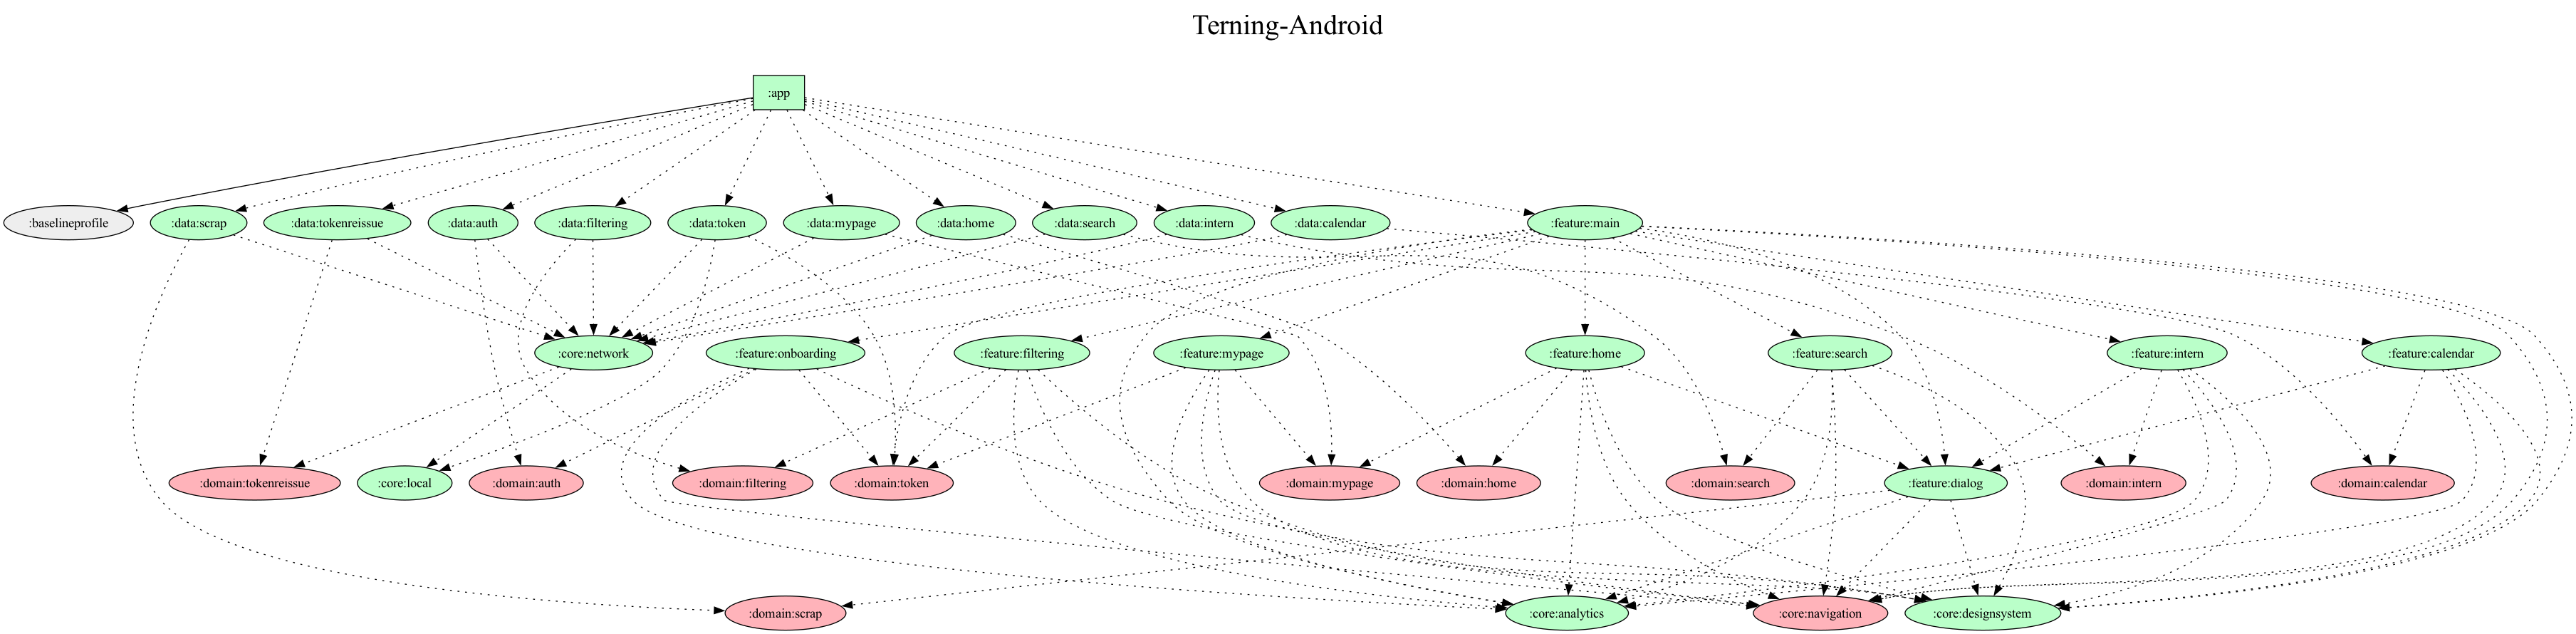 Terning-Android
:app
:baselineprofile
:data:scrap
:data:tokenreissue
:data:auth
:data:filtering
:data:token
:data:mypage
:data:home
:data:search
:data:intern
:data:calendar
:feature:main
:core:network
:feature:onboarding
:feature:filtering
:feature:mypage
:feature:home
:feature:search
:feature:intern
:feature:calendar
:domain:tokenreissue
:core:local
:domain:auth
:domain:filtering
:domain:token
:domain:mypage
:domain:home
:domain:search
:feature:dialog
:domain:intern
:domain:calendar
:domain:scrap
:core:analytics
:core:navigation
:core:designsystem